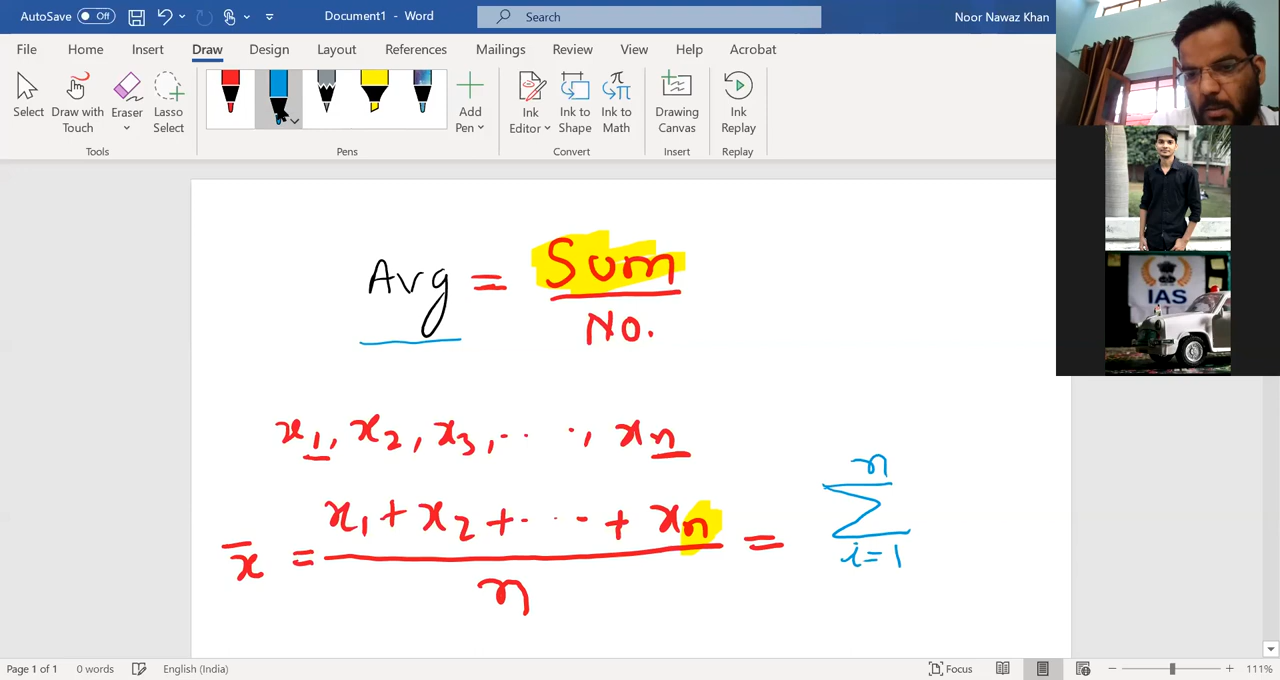 AutoSave Off Document1 - Word Search Noor Nawaz Khan
File Home Insert Draw Design Layout References Mailings Review View Help Acrobat
Select Draw with Touch Eraser Lasso Select Add Pen Ink Editor Ink to Shape Ink to Math Drawing Canvas Ink Replay
Tools Pens Convert Insert Replay
IAS
Avg = Sum
No.
x1, x2, x3, ....., xn
x̄ = x1 + x2 + ···· + xn = n
n ∑
i=1
Page 1 of 1 0 words English (India) Focus 111%